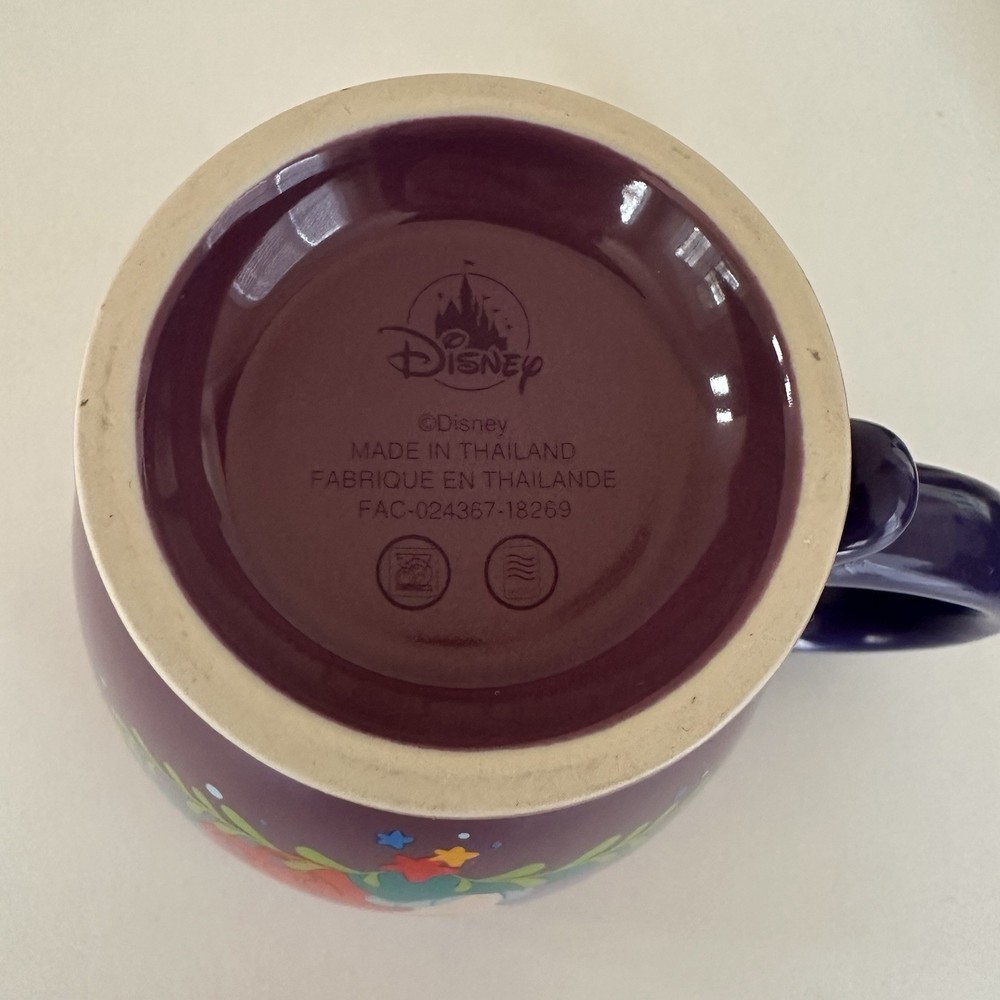 Disney
©Disney
MADE IN THAILAND
FABRIQUE EN THAILANDE
FAC-024367-18269